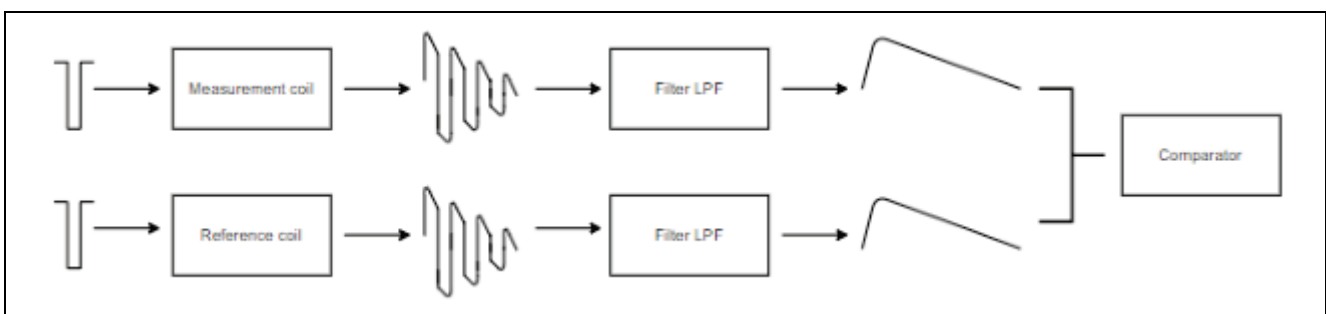 Measurement coil
Filter LPF
Comparator
Reference coil
Filter LPF